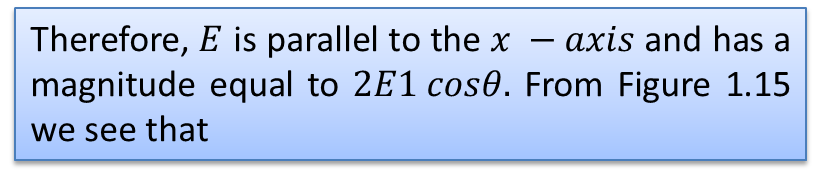 Therefore, E is parallel to the x − axis and has a
magnitude equal to 2E1 cosθ. From Figure 1.15
we see that